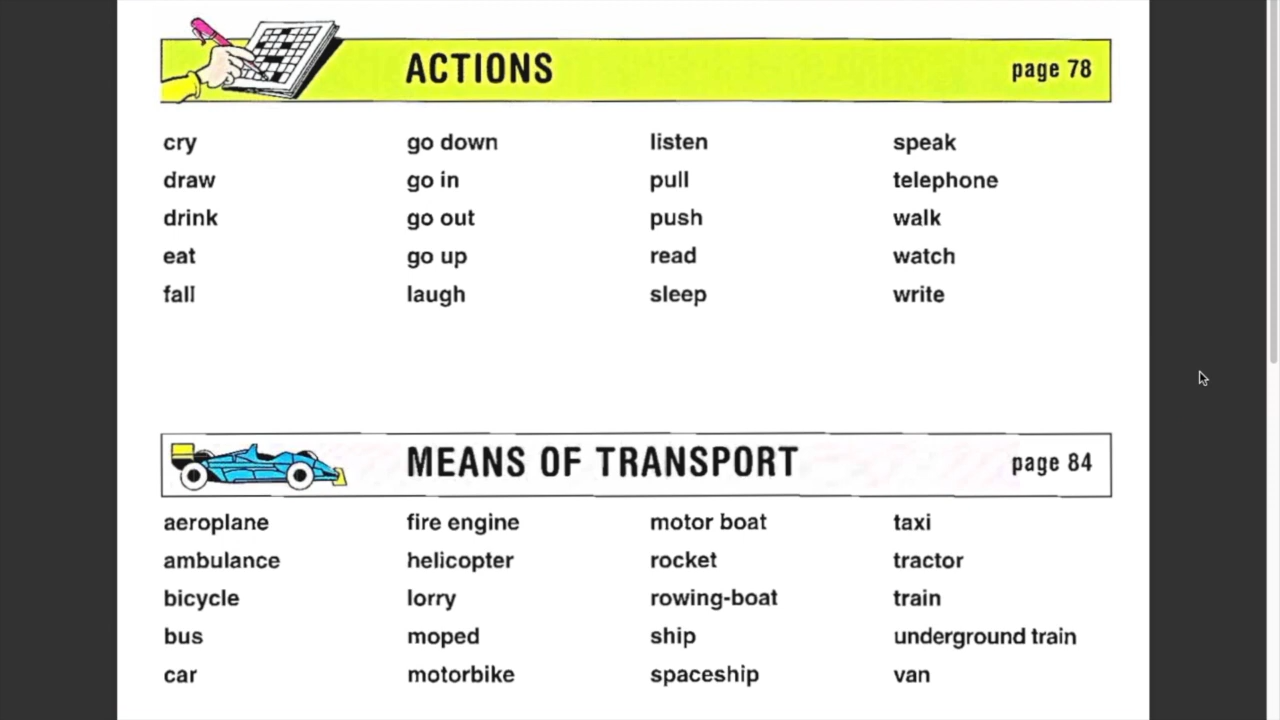 ACTIONS page 78
cry go down listen speak
draw go in pull telephone
drink go out push walk
eat go up read watch
fall laugh sleep write
MEANS OF TRANSPORT page 84
aeroplane fire engine motor boat taxi
ambulance helicopter rocket tractor
bicycle lorry rowing-boat train
bus moped ship underground train
car motorbike spaceship van